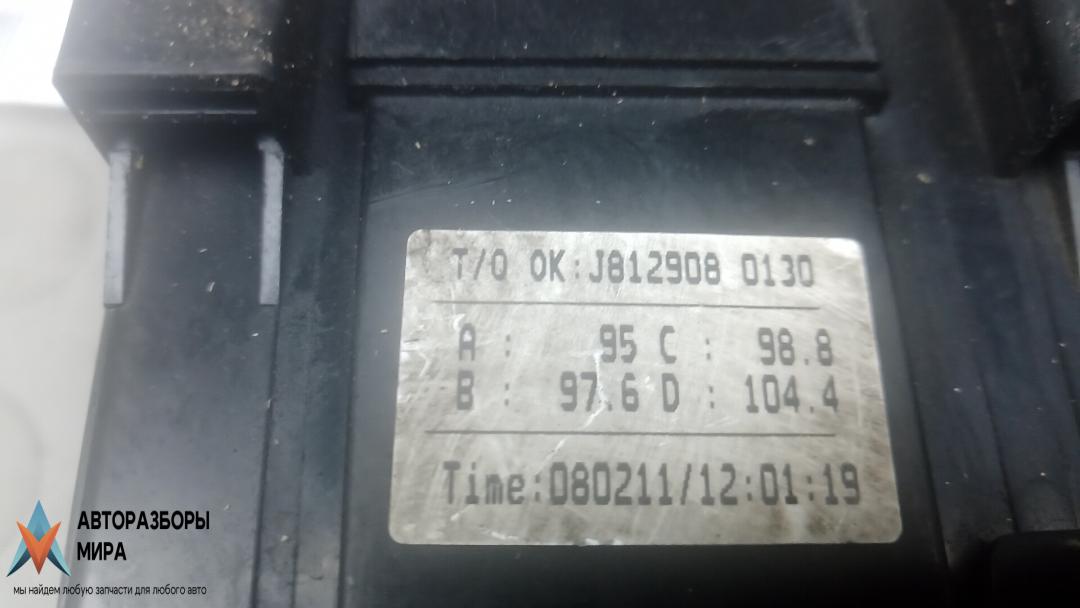 T/Q OK:J812908 0130
A : 95 C : 98.8
B : 97.6 D : 104.4
Time:080211/12:01:19
АВТОРАЗБОРЫ
МИРА
мы найдем любую запчасти для любого авто